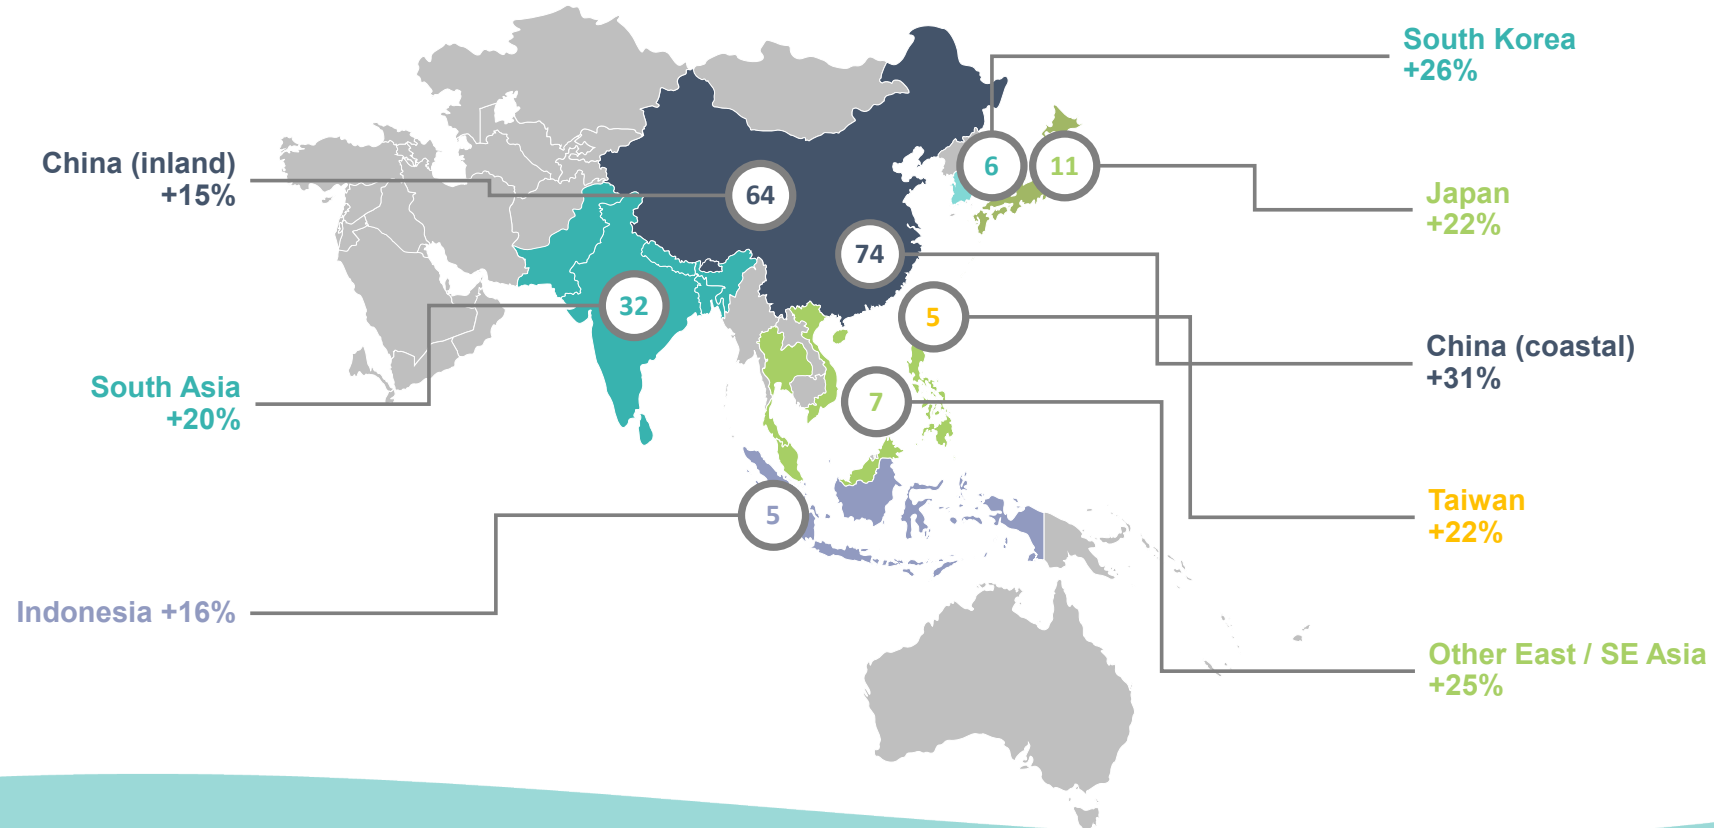 South Korea
+26%
China (inland)
+15%
6
11
64
Japan
+22%
74
32
5
China (coastal)
+31%
South Asia
+20%
7
Taiwan
+22%
5
Indonesia +16%
Other East / SE Asia
+25%